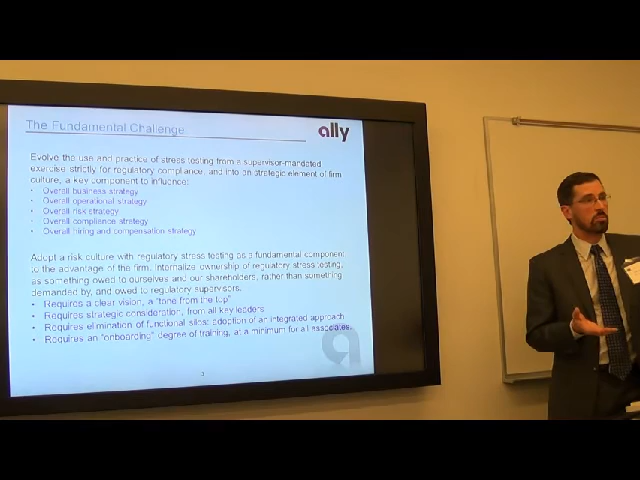 The Fundamental Challenge
ally
Evolve the use and practice of stress testing from a supervisor-mandated
exercise strictly for regulatory compliance, and into an strategic element of firm
culture, a key component to influence:
• Overall business strategy
• Overall operational strategy
• Overall risk strategy
• Overall compliance strategy
• Overall hiring and compensation strategy
Adopt a risk culture with regulatory stress testing as a fundamental component
to the advantage of the firm. Internalize ownership of regulatory stress testing,
as something owed to ourselves and our shareholders, rather than something
demanded by, and owed to regulatory supervisors.
• Requires a clear vision, a "tone from the top"
• Requires strategic consideration, from all key leaders
• Requires elimination of functional silos; adoption of an integrated approach
• Requires an "onboarding" degree of training, at a minimum for all associates.
a
3